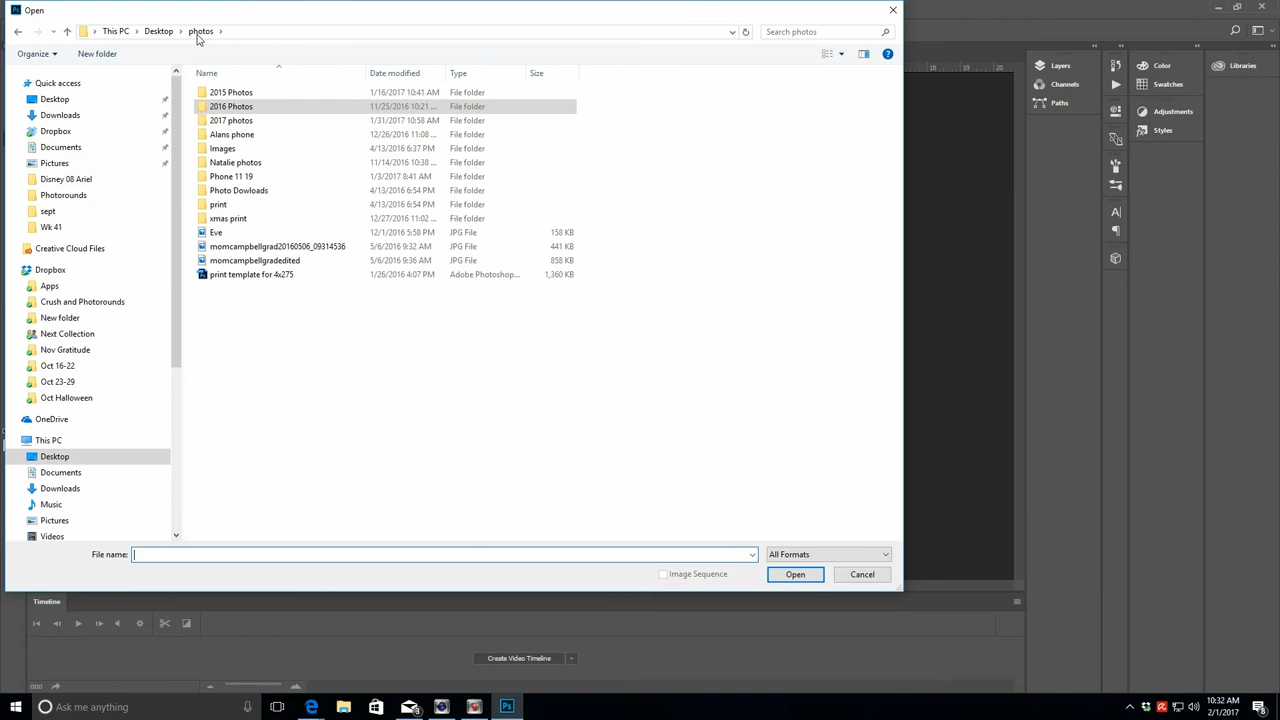 Open
This PC Desktop photos
Search photos
Organize New folder
Name Date modified Type Size
Quick access
Desktop
Downloads
Dropbox
Documents
Pictures
Disney 08 Ariel
Photorounds
sept
Wk 41
Creative Cloud Files
Dropbox
Apps
Crush and Photorounds
New folder
Next Collection
Nov Gratitude
Oct 16-22
Oct 23-29
Oct Halloween
OneDrive
This PC
Desktop
Documents
Downloads
Music
Pictures
Videos
2015 Photos 1/16/2017 10:41 AM File folder
2016 Photos 11/25/2016 10:21 ... File folder
2017 photos 1/31/2017 10:58 AM File folder
Alans phone 12/26/2016 11:08 ... File folder
Images 4/13/2016 6:37 PM File folder
Natalie photos 11/14/2016 10:38 ... File folder
Phone 11 19 1/3/2017 8:41 AM File folder
Photo Dowloads 4/13/2016 6:54 PM File folder
print 4/13/2016 6:54 PM File folder
xmas print 12/27/2016 11:02 ... File folder
Eve 12/1/2016 5:58 PM JPG File 158 KB
momcampbellgrad20160506_09314536 5/6/2016 9:32 AM JPG File 441 KB
momcampbellgradedited 5/6/2016 9:36 AM JPG File 858 KB
print template for 4x275 1/26/2016 4:07 PM Adobe Photoshop... 1,360 KB
File name: All Formats
Image Sequence Open Cancel
18 19 20
Layers
Channels
Paths
Color
Swatches
Adjustments
Styles
Libraries
Timeline
Create Video Timeline
Ask me anything
3
Ps
10:32 AM
2/1/2017
8